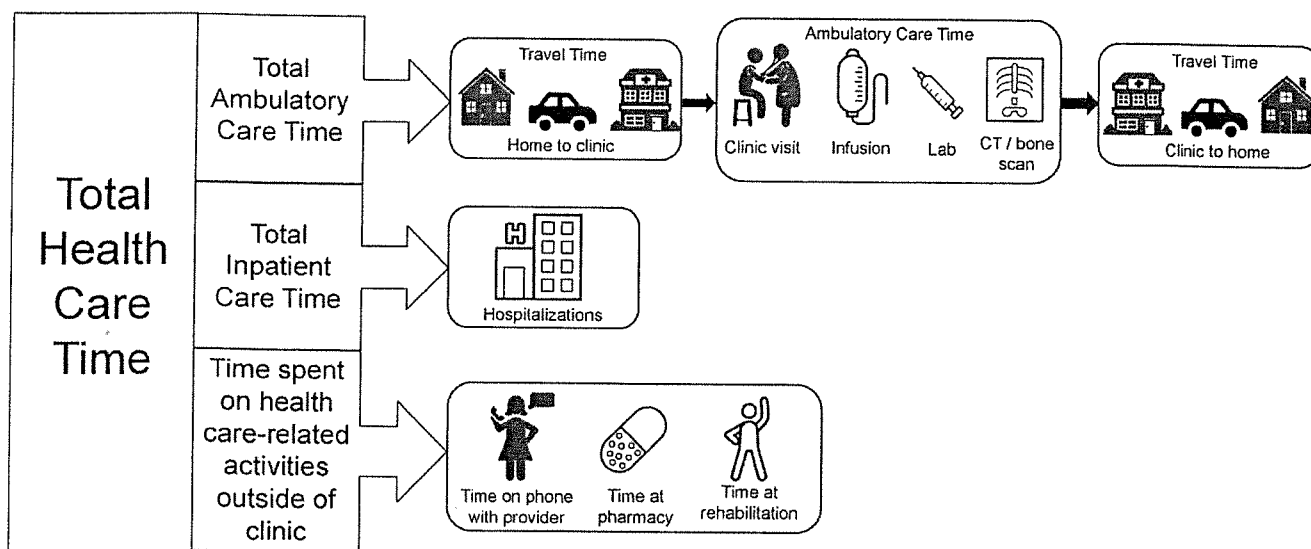 Total
Health
Care
Time
Total
Ambulatory
Care Time
Travel Time
Home to clinic
Ambulatory Care Time
Clinic visit
Infusion
Lab
CT / bone
scan
Travel Time
Clinic to home
Total
Inpatient
Care Time
H
Hospitalizations
Time spent
on health
care-related
activities
outside of
clinic
Time on phone
with provider
Time at
pharmacy
Time at
rehabilitation